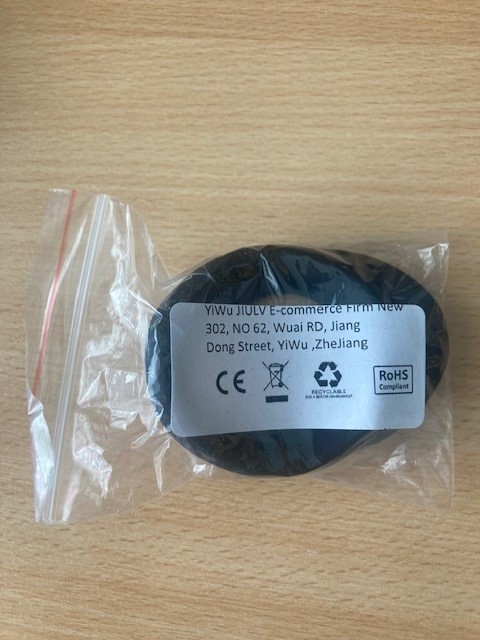 YiWu JIULV E-commerce Firm New
302, NO 62, Wuai RD, Jiang
Dong Street, YiWu ,ZheJiang
CE
RECYCLABLE
RoHS
Compliant